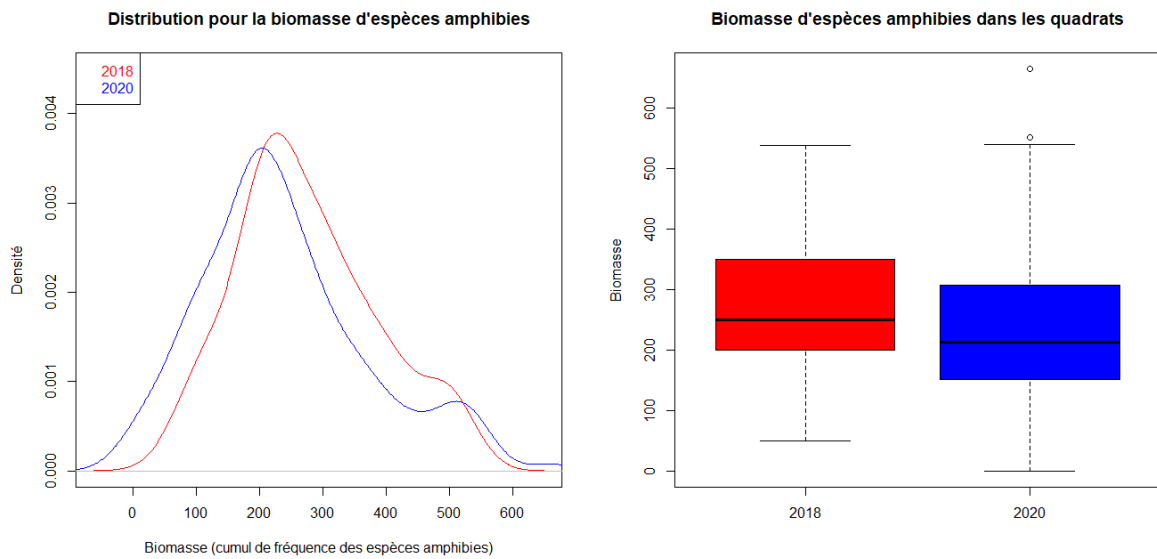 Distribution pour la biomasse d'espèces amphibies
2018
2020
Densité
0.004
0.003
0.002
0.001
0.000
0 100 200 300 400 500 600
Biomasse (cumul de fréquence des espèces amphibies)
Biomasse d'espèces amphibies dans les quadrats
Biomasse
600
500
400
300
200
100
0
2018 2020